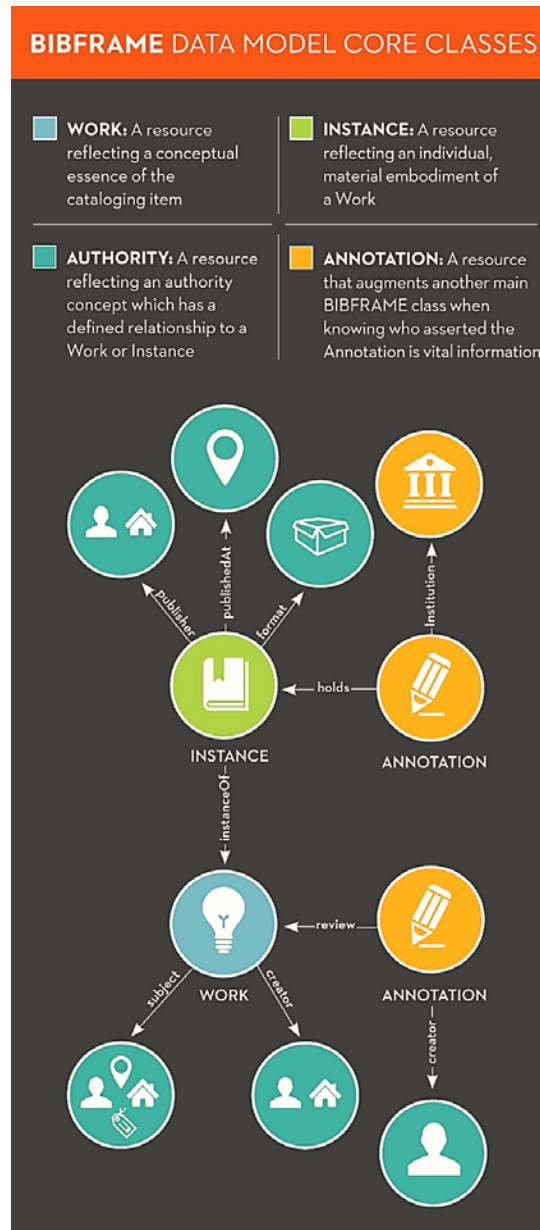 BIBFRAME DATA MODEL CORE CLASSES
WORK: A resource
reflecting a conceptual
essence of the
cataloging item
INSTANCE: A resource
reflecting an individual,
material embodiment of
a Work
AUTHORITY: A resource
reflecting an authority
concept which has a
defined relationship to a
Work or Instance
ANNOTATION: A resource
that augments another main
BIBFRAME class when
knowing who asserted the
Annotation is vital information
publisher
publishedAt
format
Institution
holds
INSTANCE
ANNOTATION
instanceOf
review
WORK
ANNOTATION
subject
creator
creator